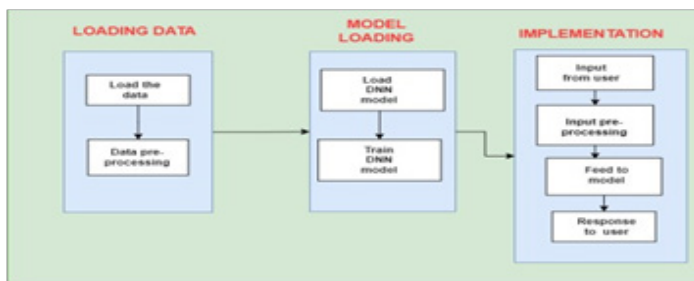 LOADING DATA
Load the
data
Data pre-
processing
MODEL
LOADING
Load
DNN
model
Train
DNN
model
IMPLEMENTATION
Input
from user
Input pre-
processing
Feed to
model
Response
to user